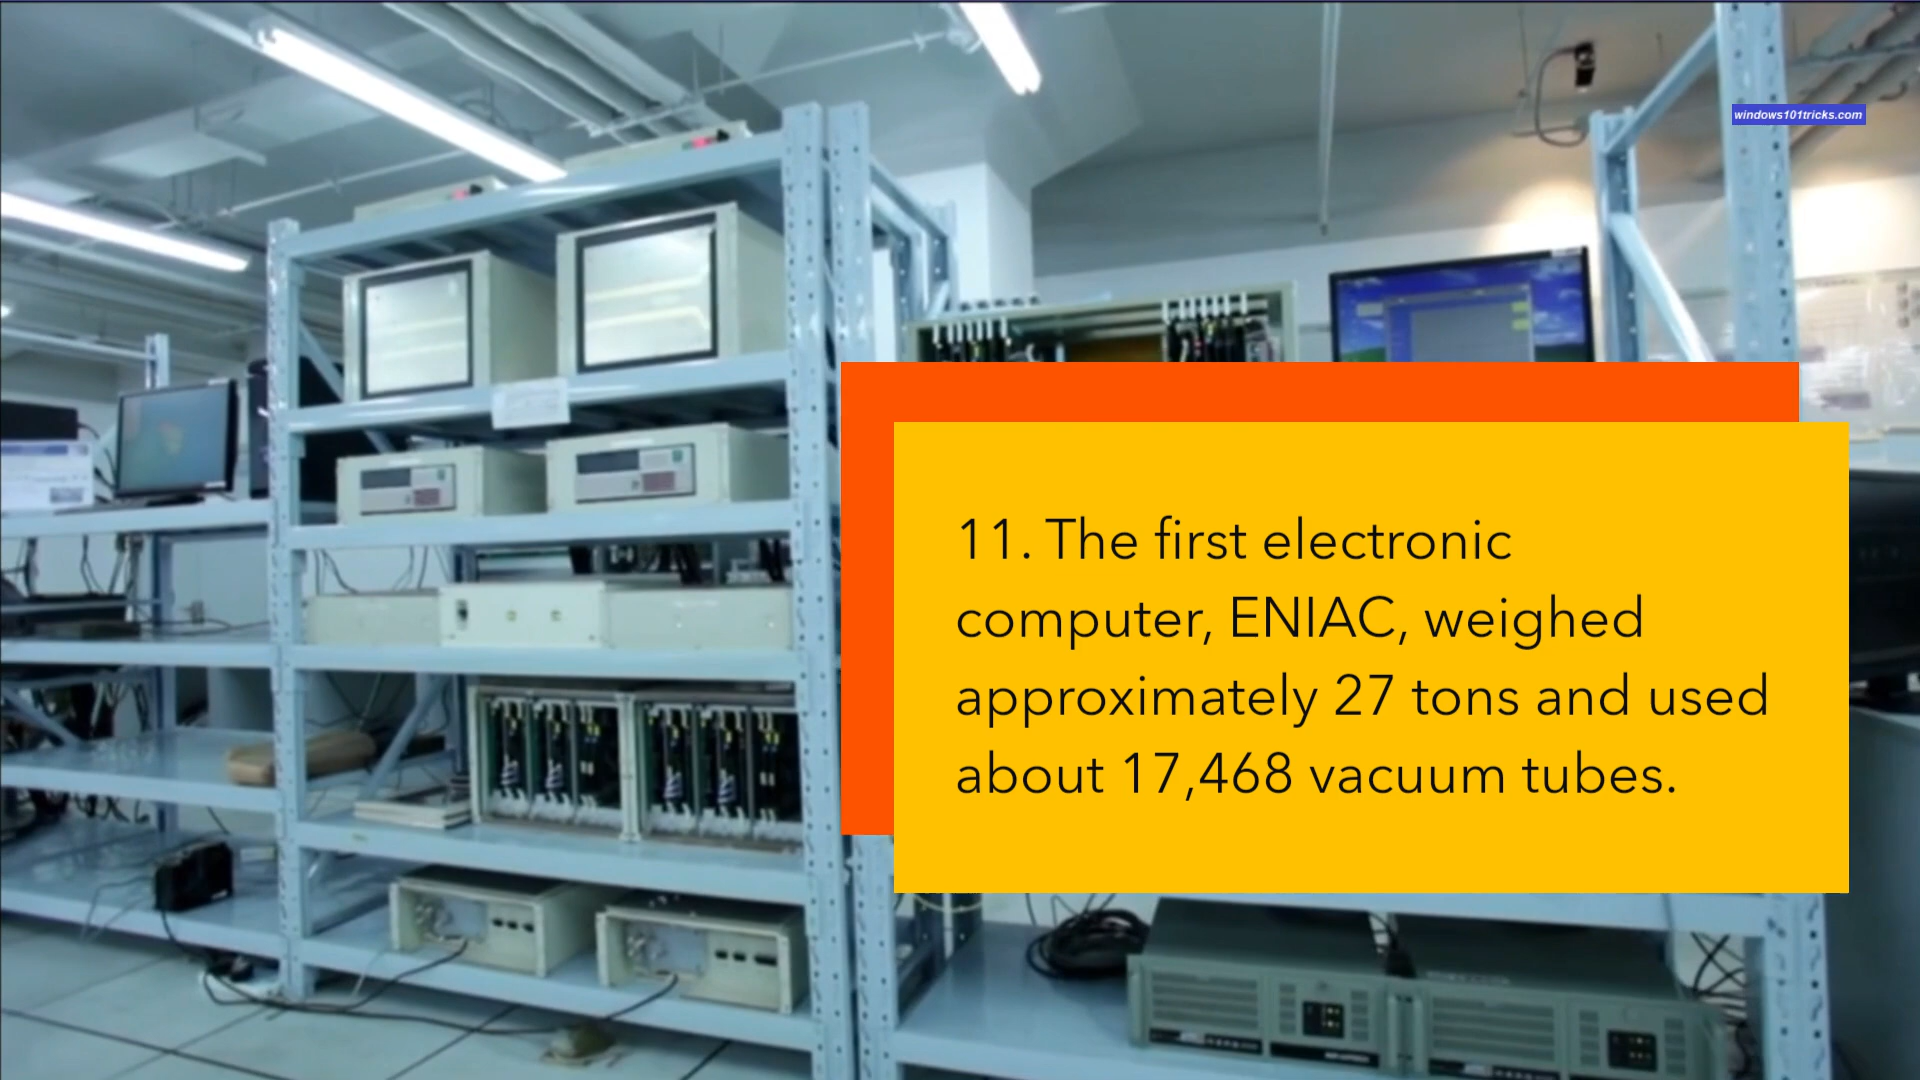 windows101tricks.com
11. The first electronic
computer, ENIAC, weighed
approximately 27 tons and used
about 17,468 vacuum tubes.